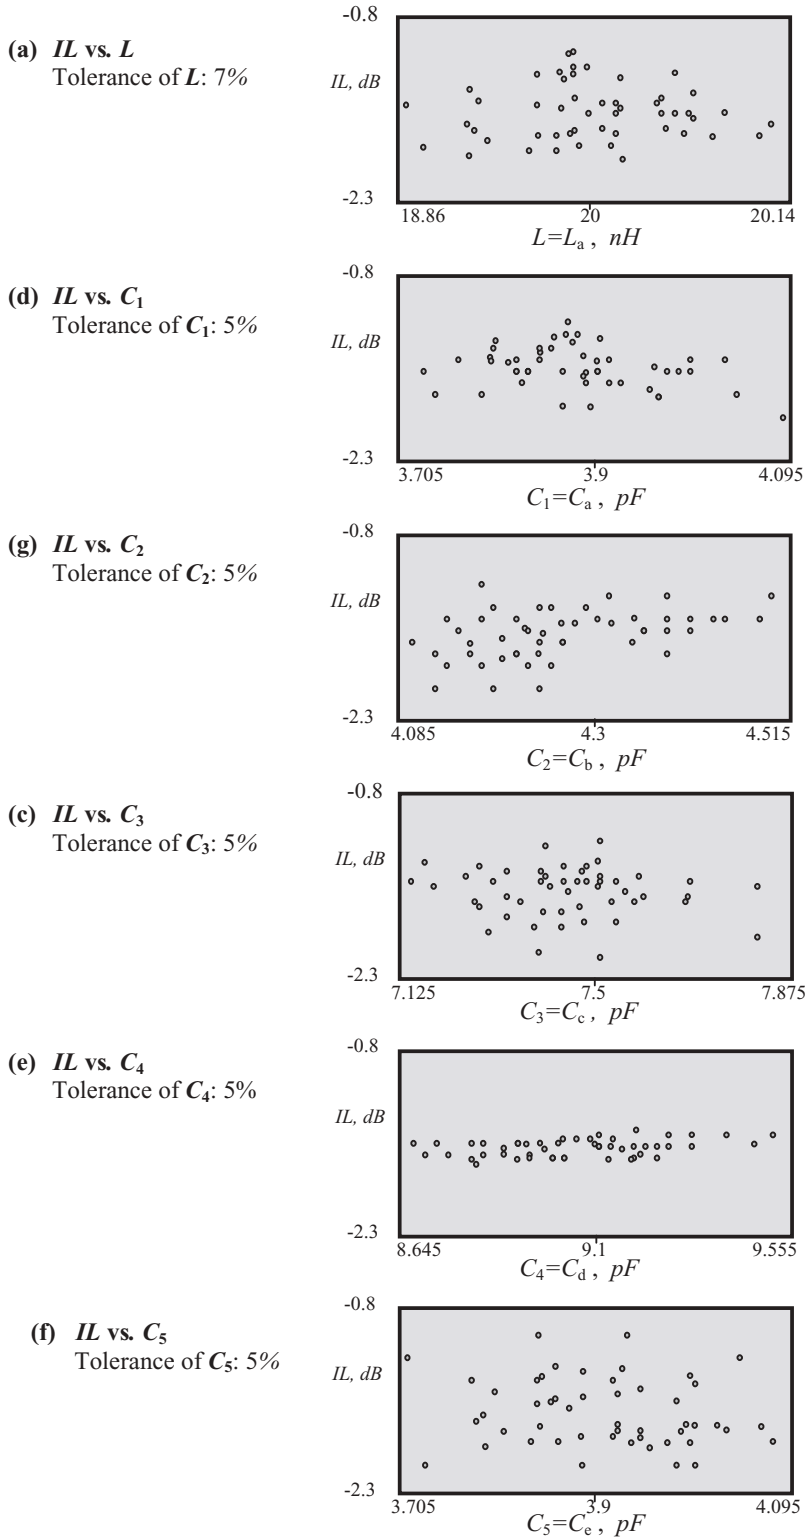 -0.8
(a) IL vs. L
Tolerance of L: 7%
IL, dB
-2.3
18.86 20 20.14
L=La , nH
-0.8
(d) IL vs. C1
Tolerance of C1: 5%
IL, dB
-2.3
3.705 3.9 4.095
C1=Ca , pF
-0.8
(g) IL vs. C2
Tolerance of C2: 5%
IL, dB
-2.3
4.085 4.3 4.515
C2=Cb , pF
-0.8
(c) IL vs. C3
Tolerance of C3: 5%
IL, dB
-2.3
7.125 7.5 7.875
C3=Cc , pF
-0.8
(e) IL vs. C4
Tolerance of C4: 5%
IL, dB
-2.3
8.645 9.1 9.555
C4=Cd , pF
-0.8
(f) IL vs. C5
Tolerance of C5: 5%
IL, dB
-2.3
3.705 3.9 4.095
C5=Ce , pF